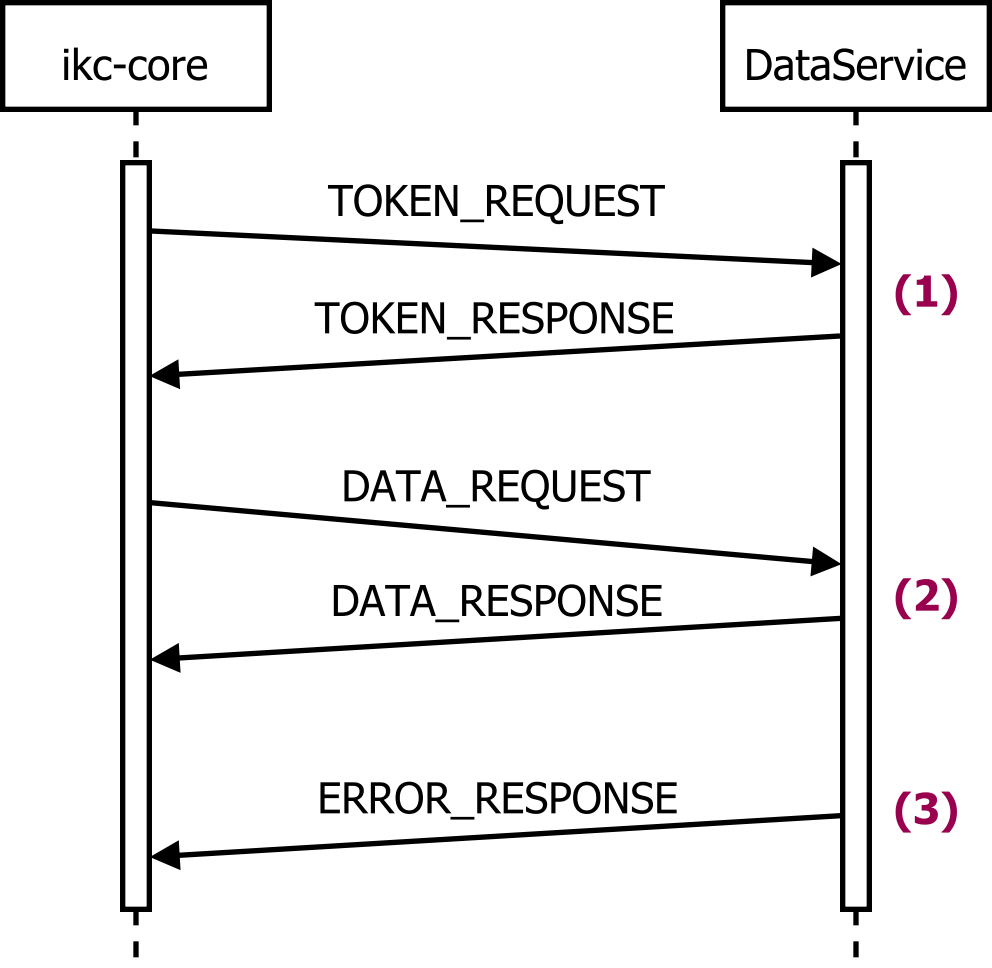 ikc-core
DataService
TOKEN_REQUEST
(1)
TOKEN_RESPONSE
DATA_REQUEST
DATA_RESPONSE
(2)
ERROR_RESPONSE
(3)